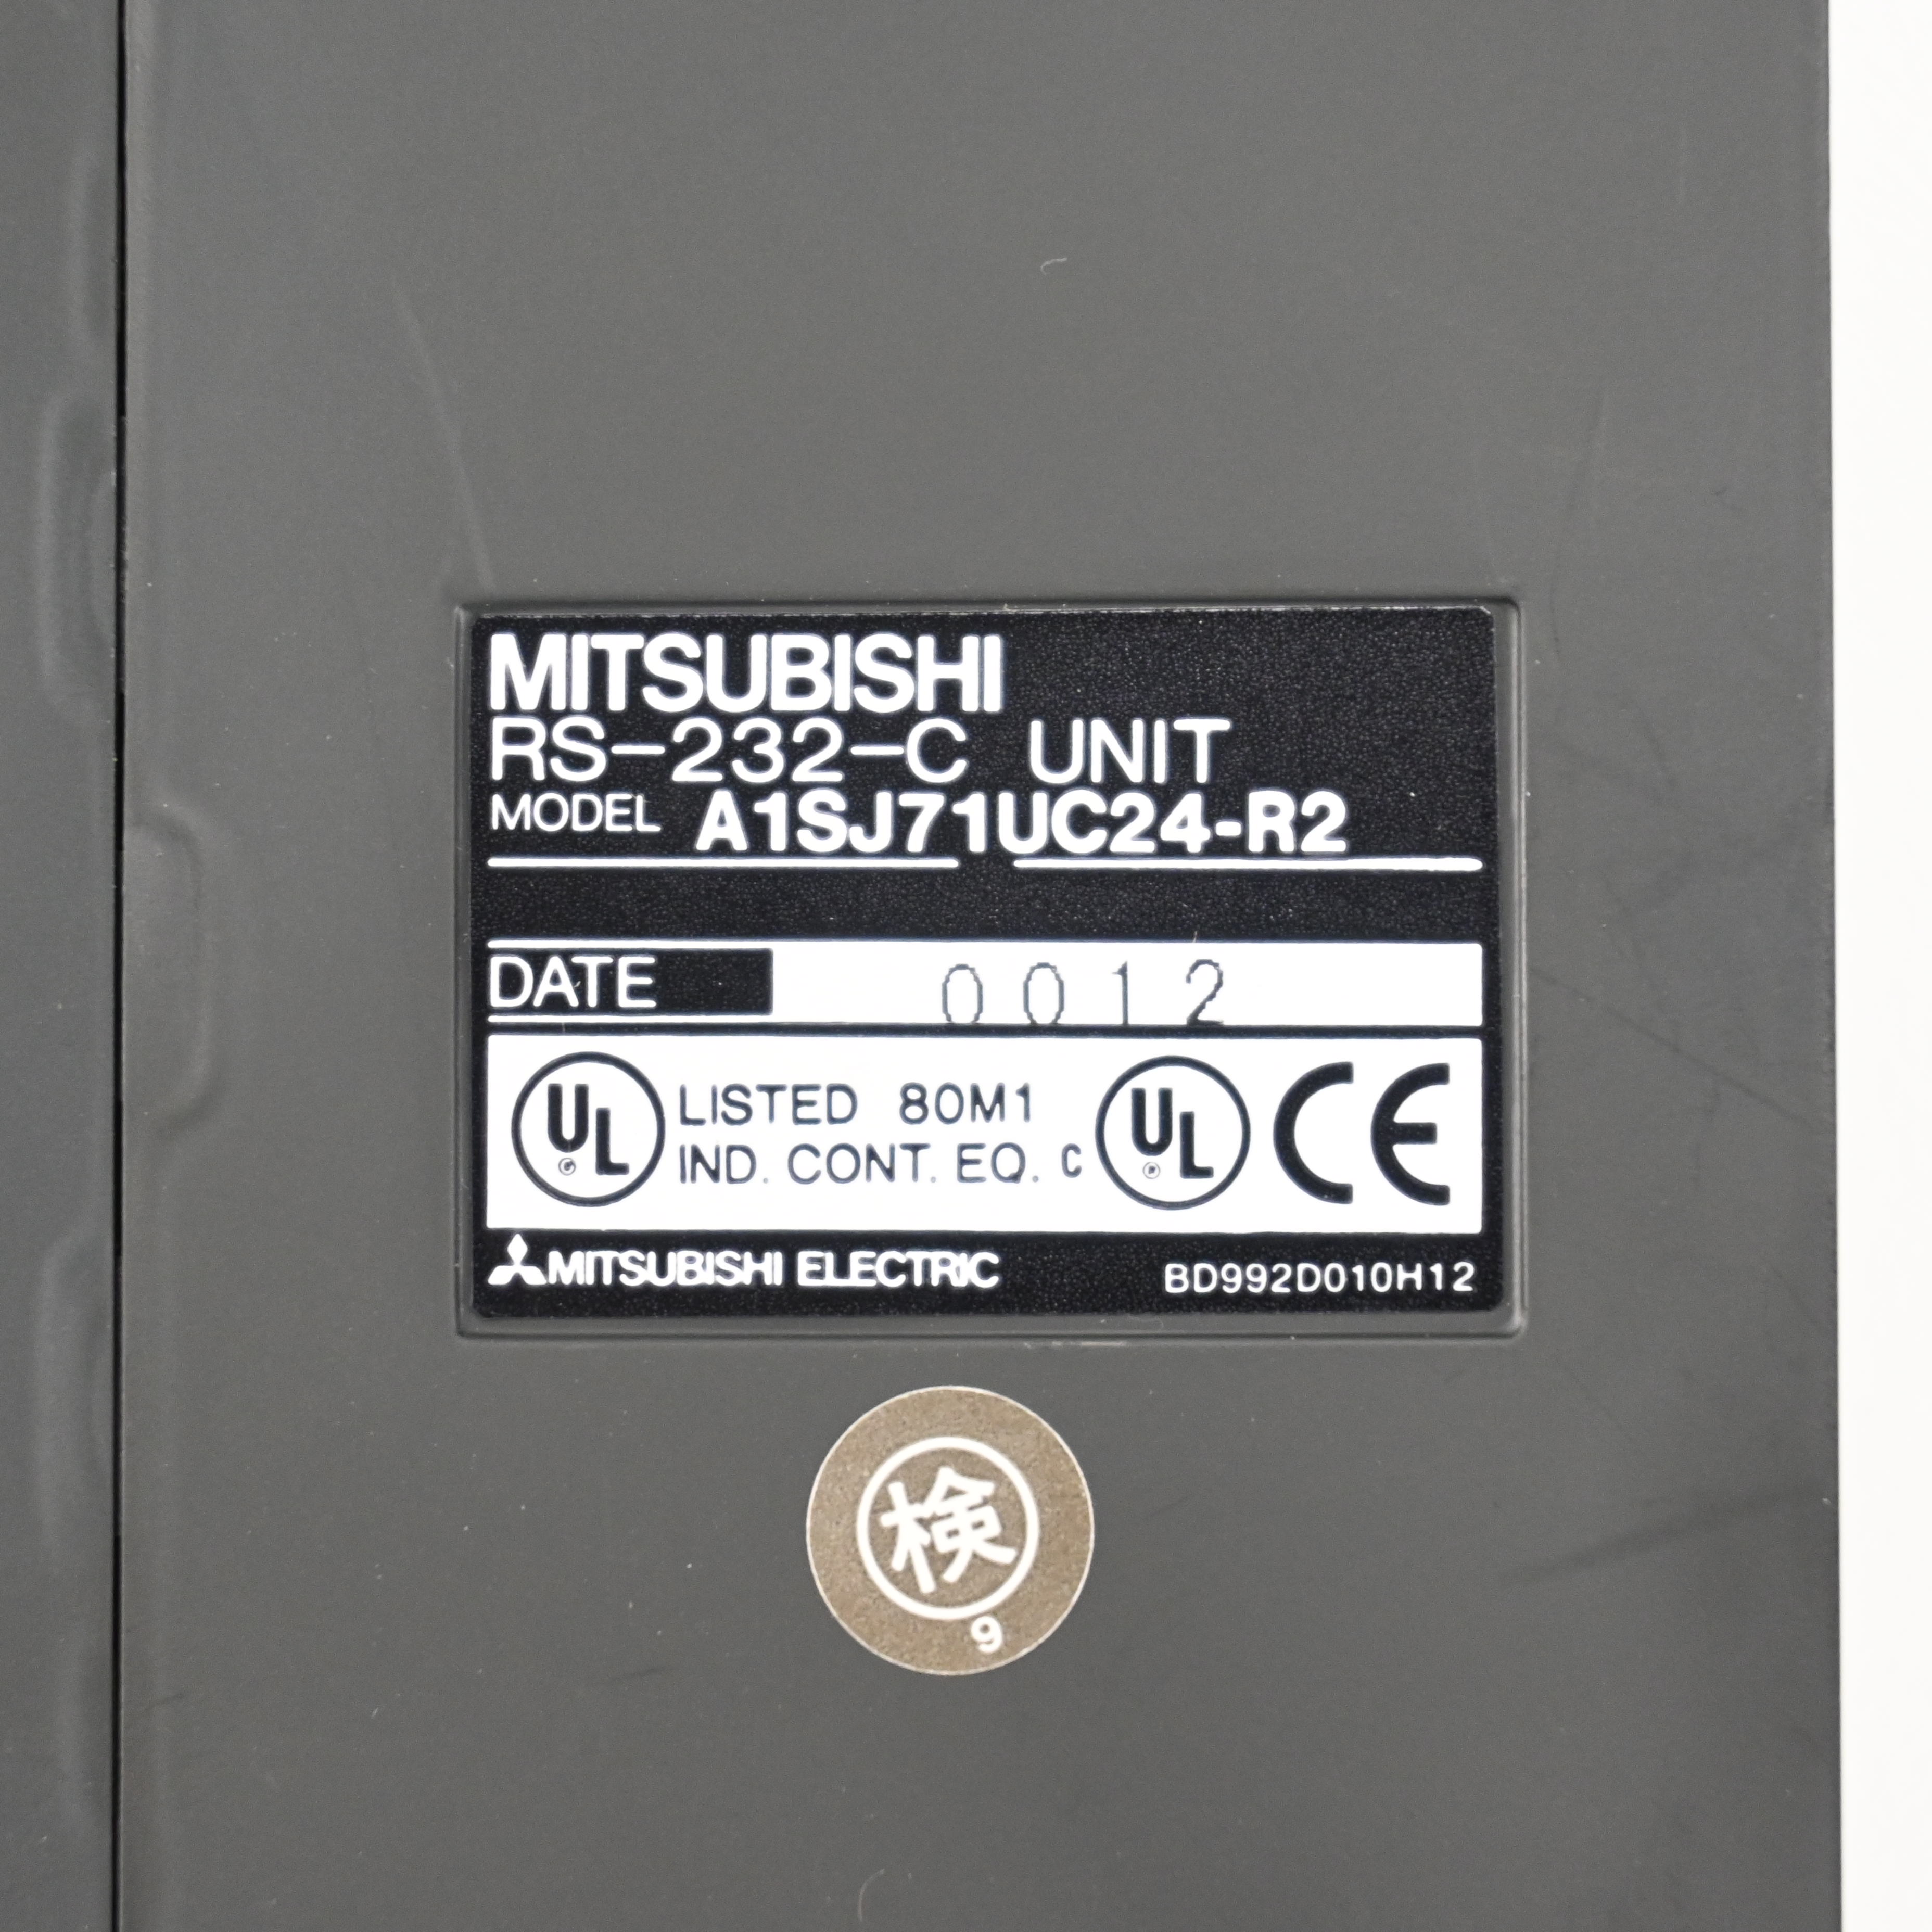 MITSUBISHI
RS-232-C UNIT
MODEL A1SJ71UC24-R2
DATE 0012
UL LISTED 80M1
IND. CONT. EQ. C UL CE
MITSUBISHI ELECTRIC BD992D010H12
検
9